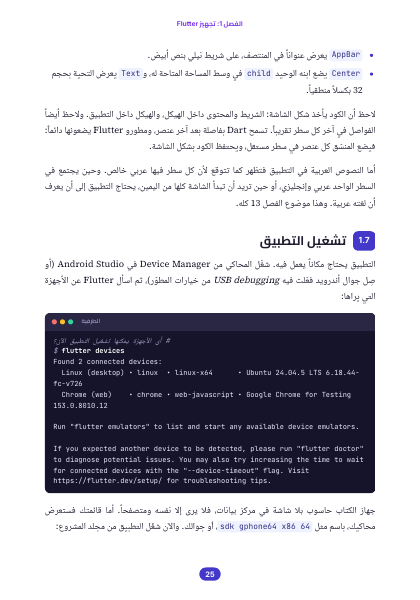 الفصل 1: تجهيز Flutter
• AppBar يعرض عنواناً في المنتصف، على شريط نيلي بنص أبيض.
• Center يضع ابنه الوحيد child في وسط المساحة المتاحة له، و Text يعرض التحية بحجم
32 بكسلاً منطقياً.
لاحظ أن الكود يأخذ شكل الشاشة: الشريط والمحتوى داخل الهيكل، والهيكل داخل التطبيق. ولاحظ أيضاً
الفواصل في آخر كل سطر تقريباً. تسمح Dart بفاصلة بعد آخر عنصر، ومطورو Flutter يضعونها دائماً:
فيضع المنسّق كل عنصر في سطر مستقل، ويحتفظ الكود بشكل الشاشة.
أما النصوص العربية في التطبيق فتظهر كما تتوقع لأن كل سطر فيها عربي خالص. وحين يجتمع في
السطر الواحد عربي وإنجليزي، أو حين تريد أن تبدأ الشاشة كلها من اليمين، يحتاج التطبيق إلى أن يعرف
أن لغته عربية. وهذا موضوع الفصل 13 كله.
1.7 تشغيل التطبيق
التطبيق يحتاج مكاناً يعمل فيه. شغّل المحاكي من Device Manager في Android Studio (أو
صِل جوال أندرويد فعّلت فيه USB debugging من خيارات المطوّر)، ثم اسأل Flutter عن الأجهزة
التي يراها:
الطرفية
# أي الأجهزة يمكنها تشغيل التطبيق الآن؟
$ flutter devices
Found 2 connected devices:
Linux (desktop) • linux • linux-x64 • Ubuntu 24.04.5 LTS 6.18.44-
fc-v726
Chrome (web) • chrome • web-javascript • Google Chrome for Testing
153.0.8010.12
Run "flutter emulators" to list and start any available device emulators.
If you expected another device to be detected, please run "flutter doctor"
to diagnose potential issues. You may also try increasing the time to wait
for connected devices with the "--device-timeout" flag. Visit
https://flutter.dev/setup/ for troubleshooting tips.
جهاز الكتاب حاسوب بلا شاشة في مركز بيانات، فلا يرى إلا نفسه ومتصفحاً. أما قائمتك فستعرض
محاكيك، باسم مثل sdk gphone64 x86 64، أو جوالك. والآن شغّل التطبيق من مجلد المشروع:
25